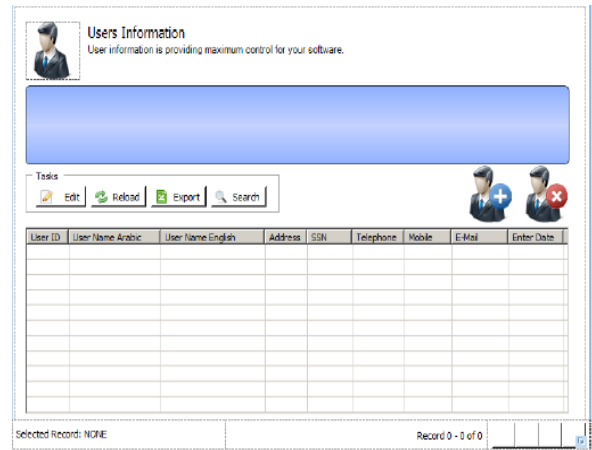 Users Information
User information is providing maximum control for your software.
Tasks
Edit Reload Export Search
User ID User Name Arabic User Name English Address SSN Telephone Mobile E-Mail Enter Date
Selected Record: NONE Record 0 - 0 of 0